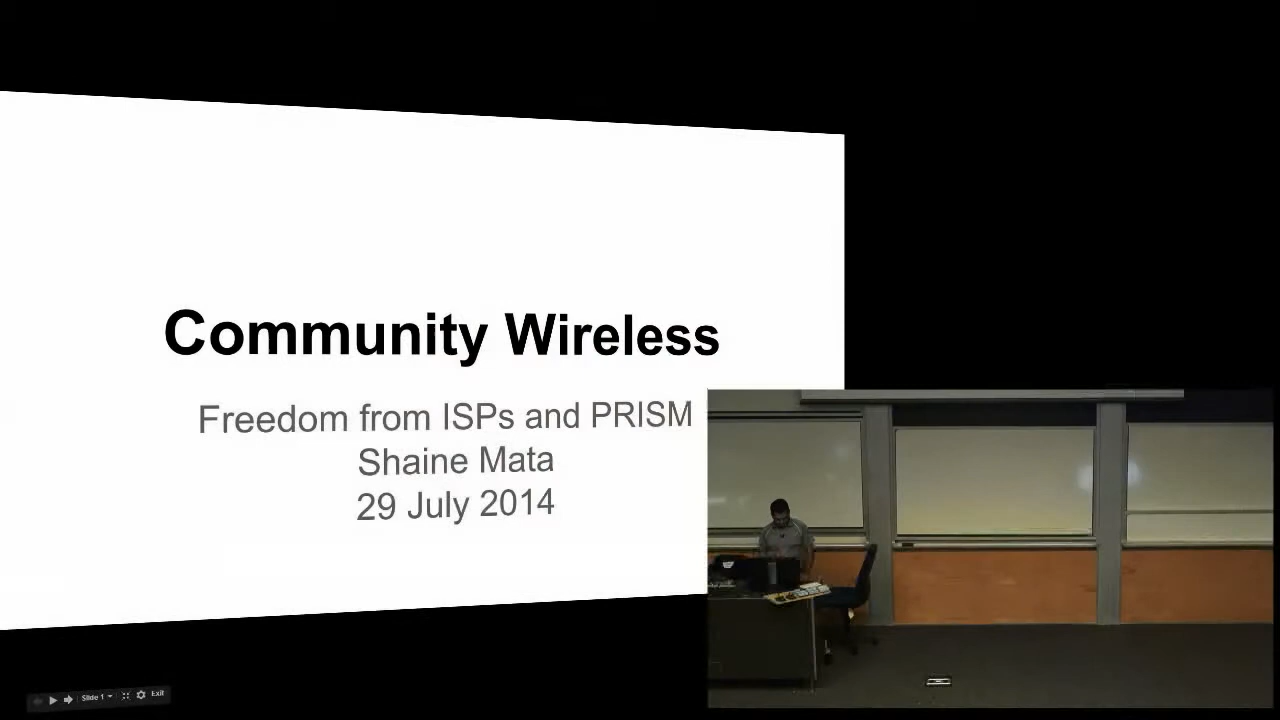 Community Wireless
Freedom from ISPs and PRISM
Shaine Mata
29 July 2014
Slide 1
Exit